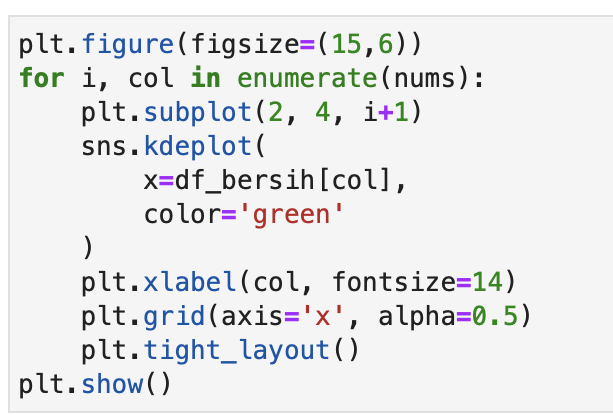 plt.figure(figsize=(15,6))
for i, col in enumerate(nums):
    plt.subplot(2, 4, i+1)
    sns.kdeplot(
        x=df_bersih[col],
        color='green'
    )
    plt.xlabel(col, fontsize=14)
    plt.grid(axis='x', alpha=0.5)
    plt.tight_layout()
plt.show()